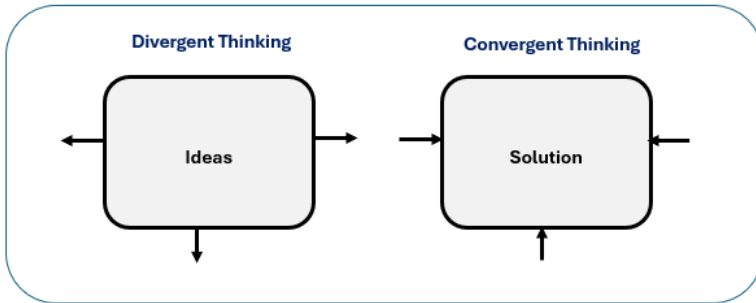 Divergent Thinking
Convergent Thinking
Ideas
Solution